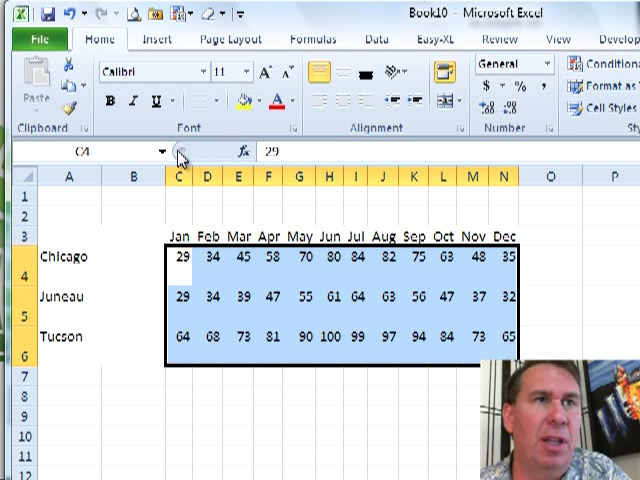 Book10 - Microsoft Excel
File Home Insert Page Layout Formulas Data Easy-XL Review View
Calibri 11 General Conditiona
Paste B I U A $ % , Format as
Cell Styles
Clipboard Font Alignment Number Sty
C4 fx 29
A B C D E F G H I J K L M N O P
1
2
3 Jan Feb Mar Apr May Jun Jul Aug Sep Oct Nov Dec
4 Chicago 29 34 45 58 70 80 84 82 75 63 48 35
5 Juneau 29 34 39 47 55 61 64 63 56 47 37 32
6 Tucson 64 68 73 81 90 100 99 97 94 84 73 65
7
8
9
10
11
12